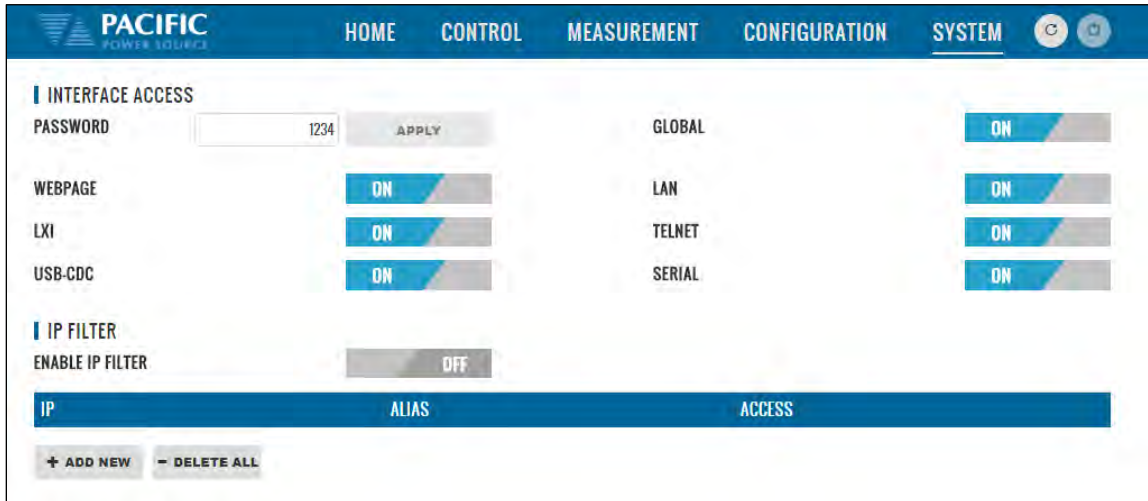 PACIFIC
POWER SOURCE
HOME CONTROL MEASUREMENT CONFIGURATION SYSTEM
INTERFACE ACCESS
PASSWORD 1234 APPLY GLOBAL ON
WEBPAGE ON LAN ON
LXI ON TELNET ON
USB-CDC ON SERIAL ON
IP FILTER
ENABLE IP FILTER OFF
IP ALIAS ACCESS
+ ADD NEW - DELETE ALL